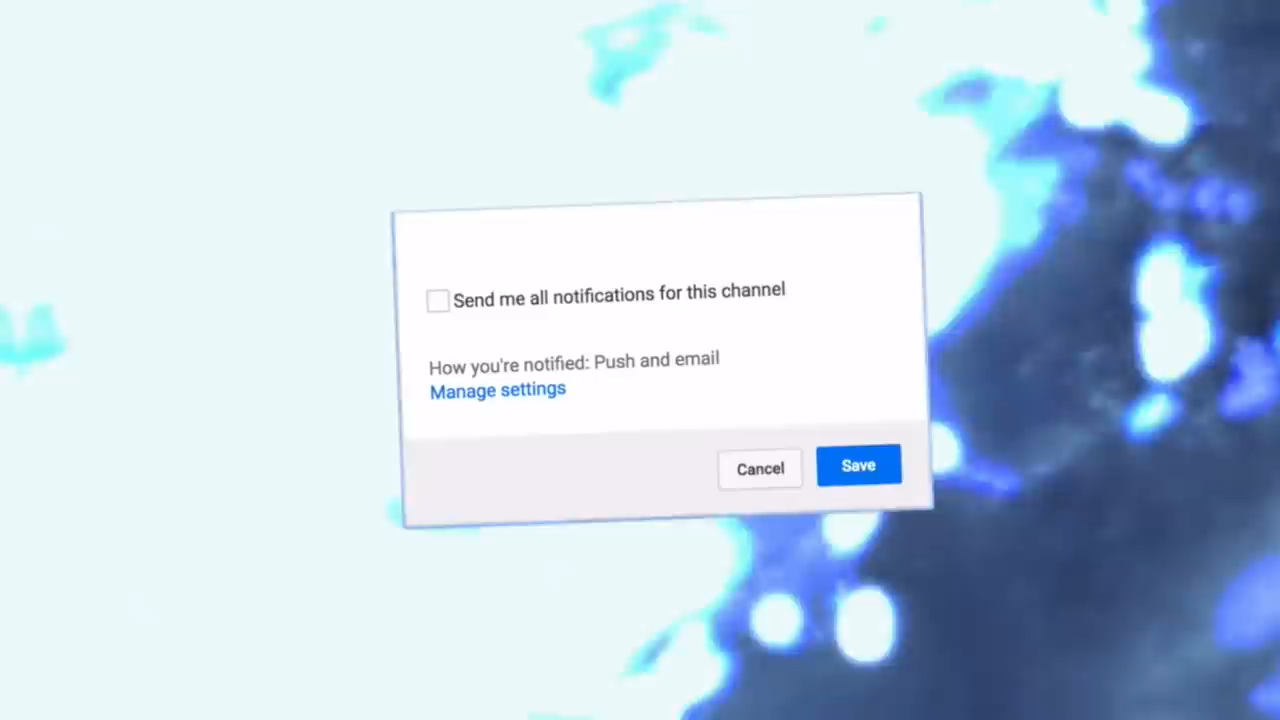 Send me all notifications for this channel
How you're notified: Push and email
Manage settings
Cancel
Save